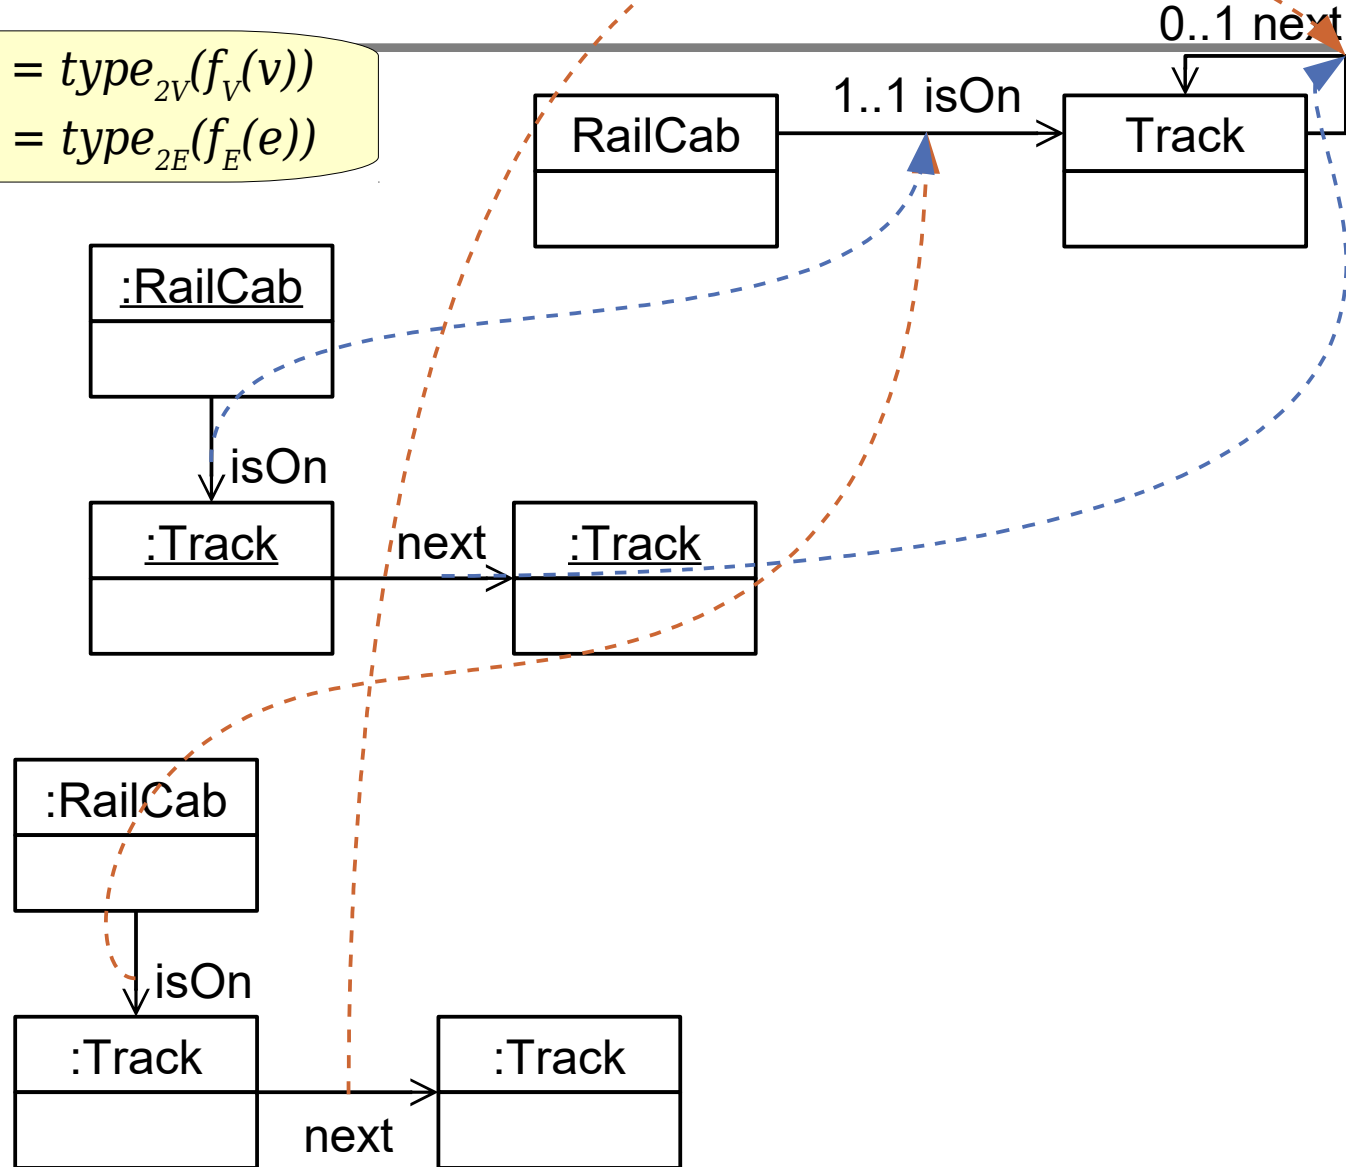 0..1 next
= type2V(fV(v))
= type2E(fE(e))
1..1 isOn
RailCab
Track
:RailCab
isOn
:Track
next
:Track
:RailCab
isOn
:Track
:Track
next